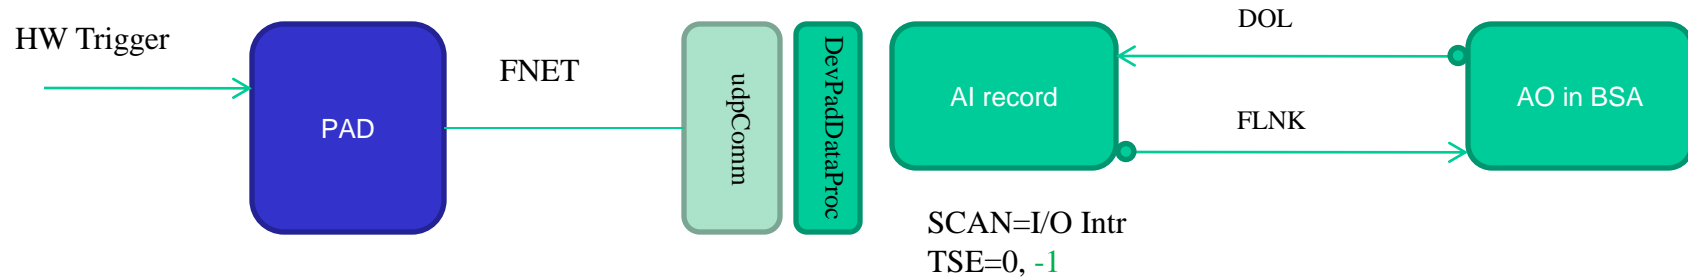 HW Trigger
PAD
FNET
udpComm
DevPadDataProc
AI record
DOL
FLNK
AO in BSA
SCAN=I/O Intr
TSE=0, -1